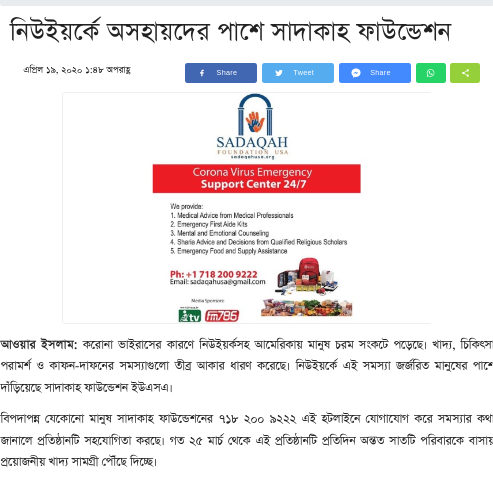 নিউইয়র্কে অসহায়দের পাশে সাদাকাহ ফাউন্ডেশন
এপ্রিল ১৯, ২০২০ ১:৪৮ অপরাহ্ণ
Share
Tweet
Share
SADAQAH
FOUNDATION USA
sadaqahusa.org
Corona Virus Emergency
Support Center 24/7
We provide:
1. Medical Advice from Medical Professionals
2. Emergency First Aide Kits
3. Mental and Emotional Counseling
4. Sharia Advice and Decisions from Qualified Religious Scholars
5. Emergency Food and Supply Assistance
Ph: +1 718 200 9222
Email: sadaqahusa@gmail.com
Media Sponsors:
tv
fm786
আওয়ার ইসলাম: করোনা ভাইরাসের কারণে নিউইয়র্কসহ আমেরিকায় মানুষ চরম সংকটে পড়েছে। খাদ্য, চিকিৎসা
পরামর্শ ও কাফন-দাফনের সমস্যাগুলো তীব্র আকার ধারণ করেছে। নিউইয়র্কে এই সমস্যা জর্জরিত মানুষের পাশে
দাঁড়িয়েছে সাদাকাহ ফাউন্ডেশন ইউএসএ।
বিপদাপন্ন যেকোনো মানুষ সাদাকাহ ফাউন্ডেশনের ৭১৮ ২০০ ৯২২২ এই হটলাইনে যোগাযোগ করে সমস্যার কথা
জানালে প্রতিষ্ঠানটি সহযোগিতা করছে। গত ২৫ মার্চ থেকে এই প্রতিষ্ঠানটি প্রতিদিন অন্তত সাতটি পরিবারকে বাসায়
প্রয়োজনীয় খাদ্য সামগ্রী পৌঁছে দিচ্ছে।